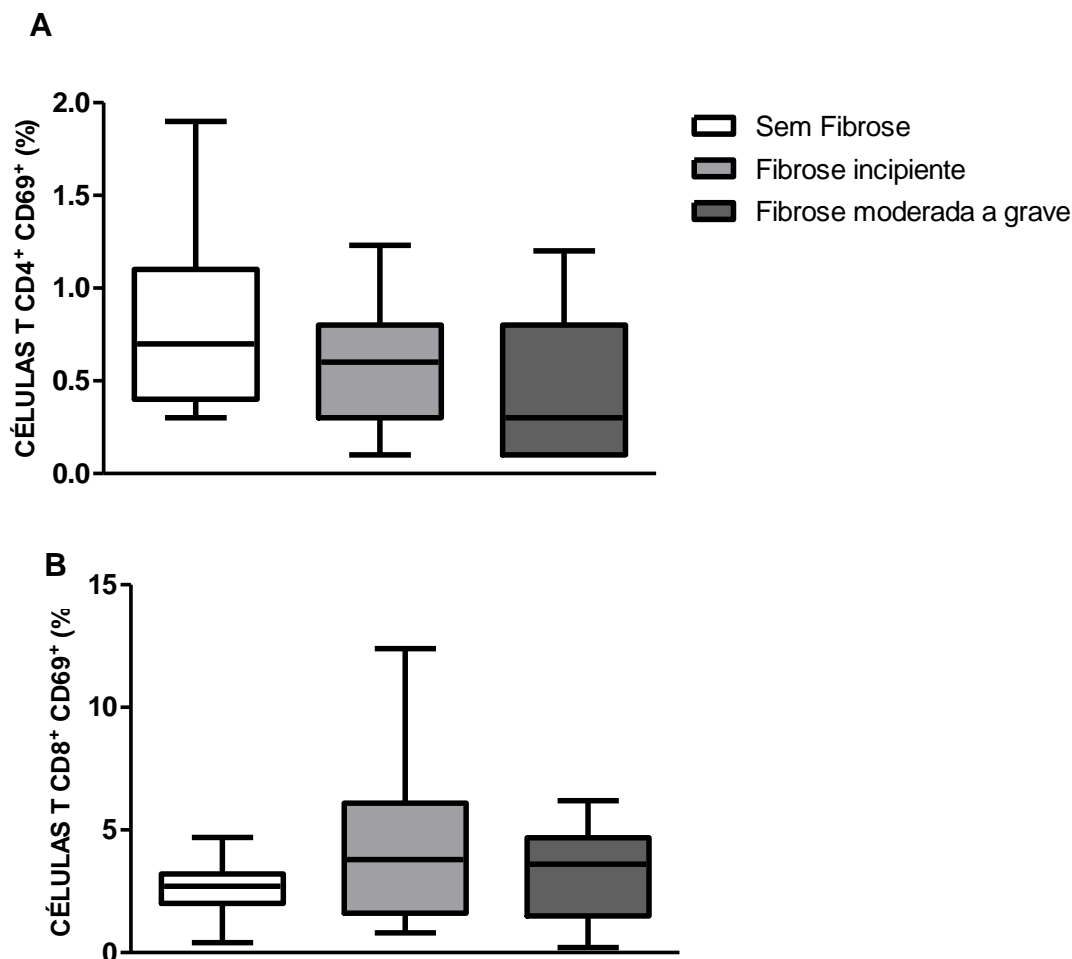 A
CÉLULAS T CD4⁺ CD69⁺ (%)
2.0
1.5
1.0
0.5
0.0
Sem Fibrose
Fibrose incipiente
Fibrose moderada a grave
B
CÉLULAS T CD8⁺ CD69⁺ (%
15
10
5
0